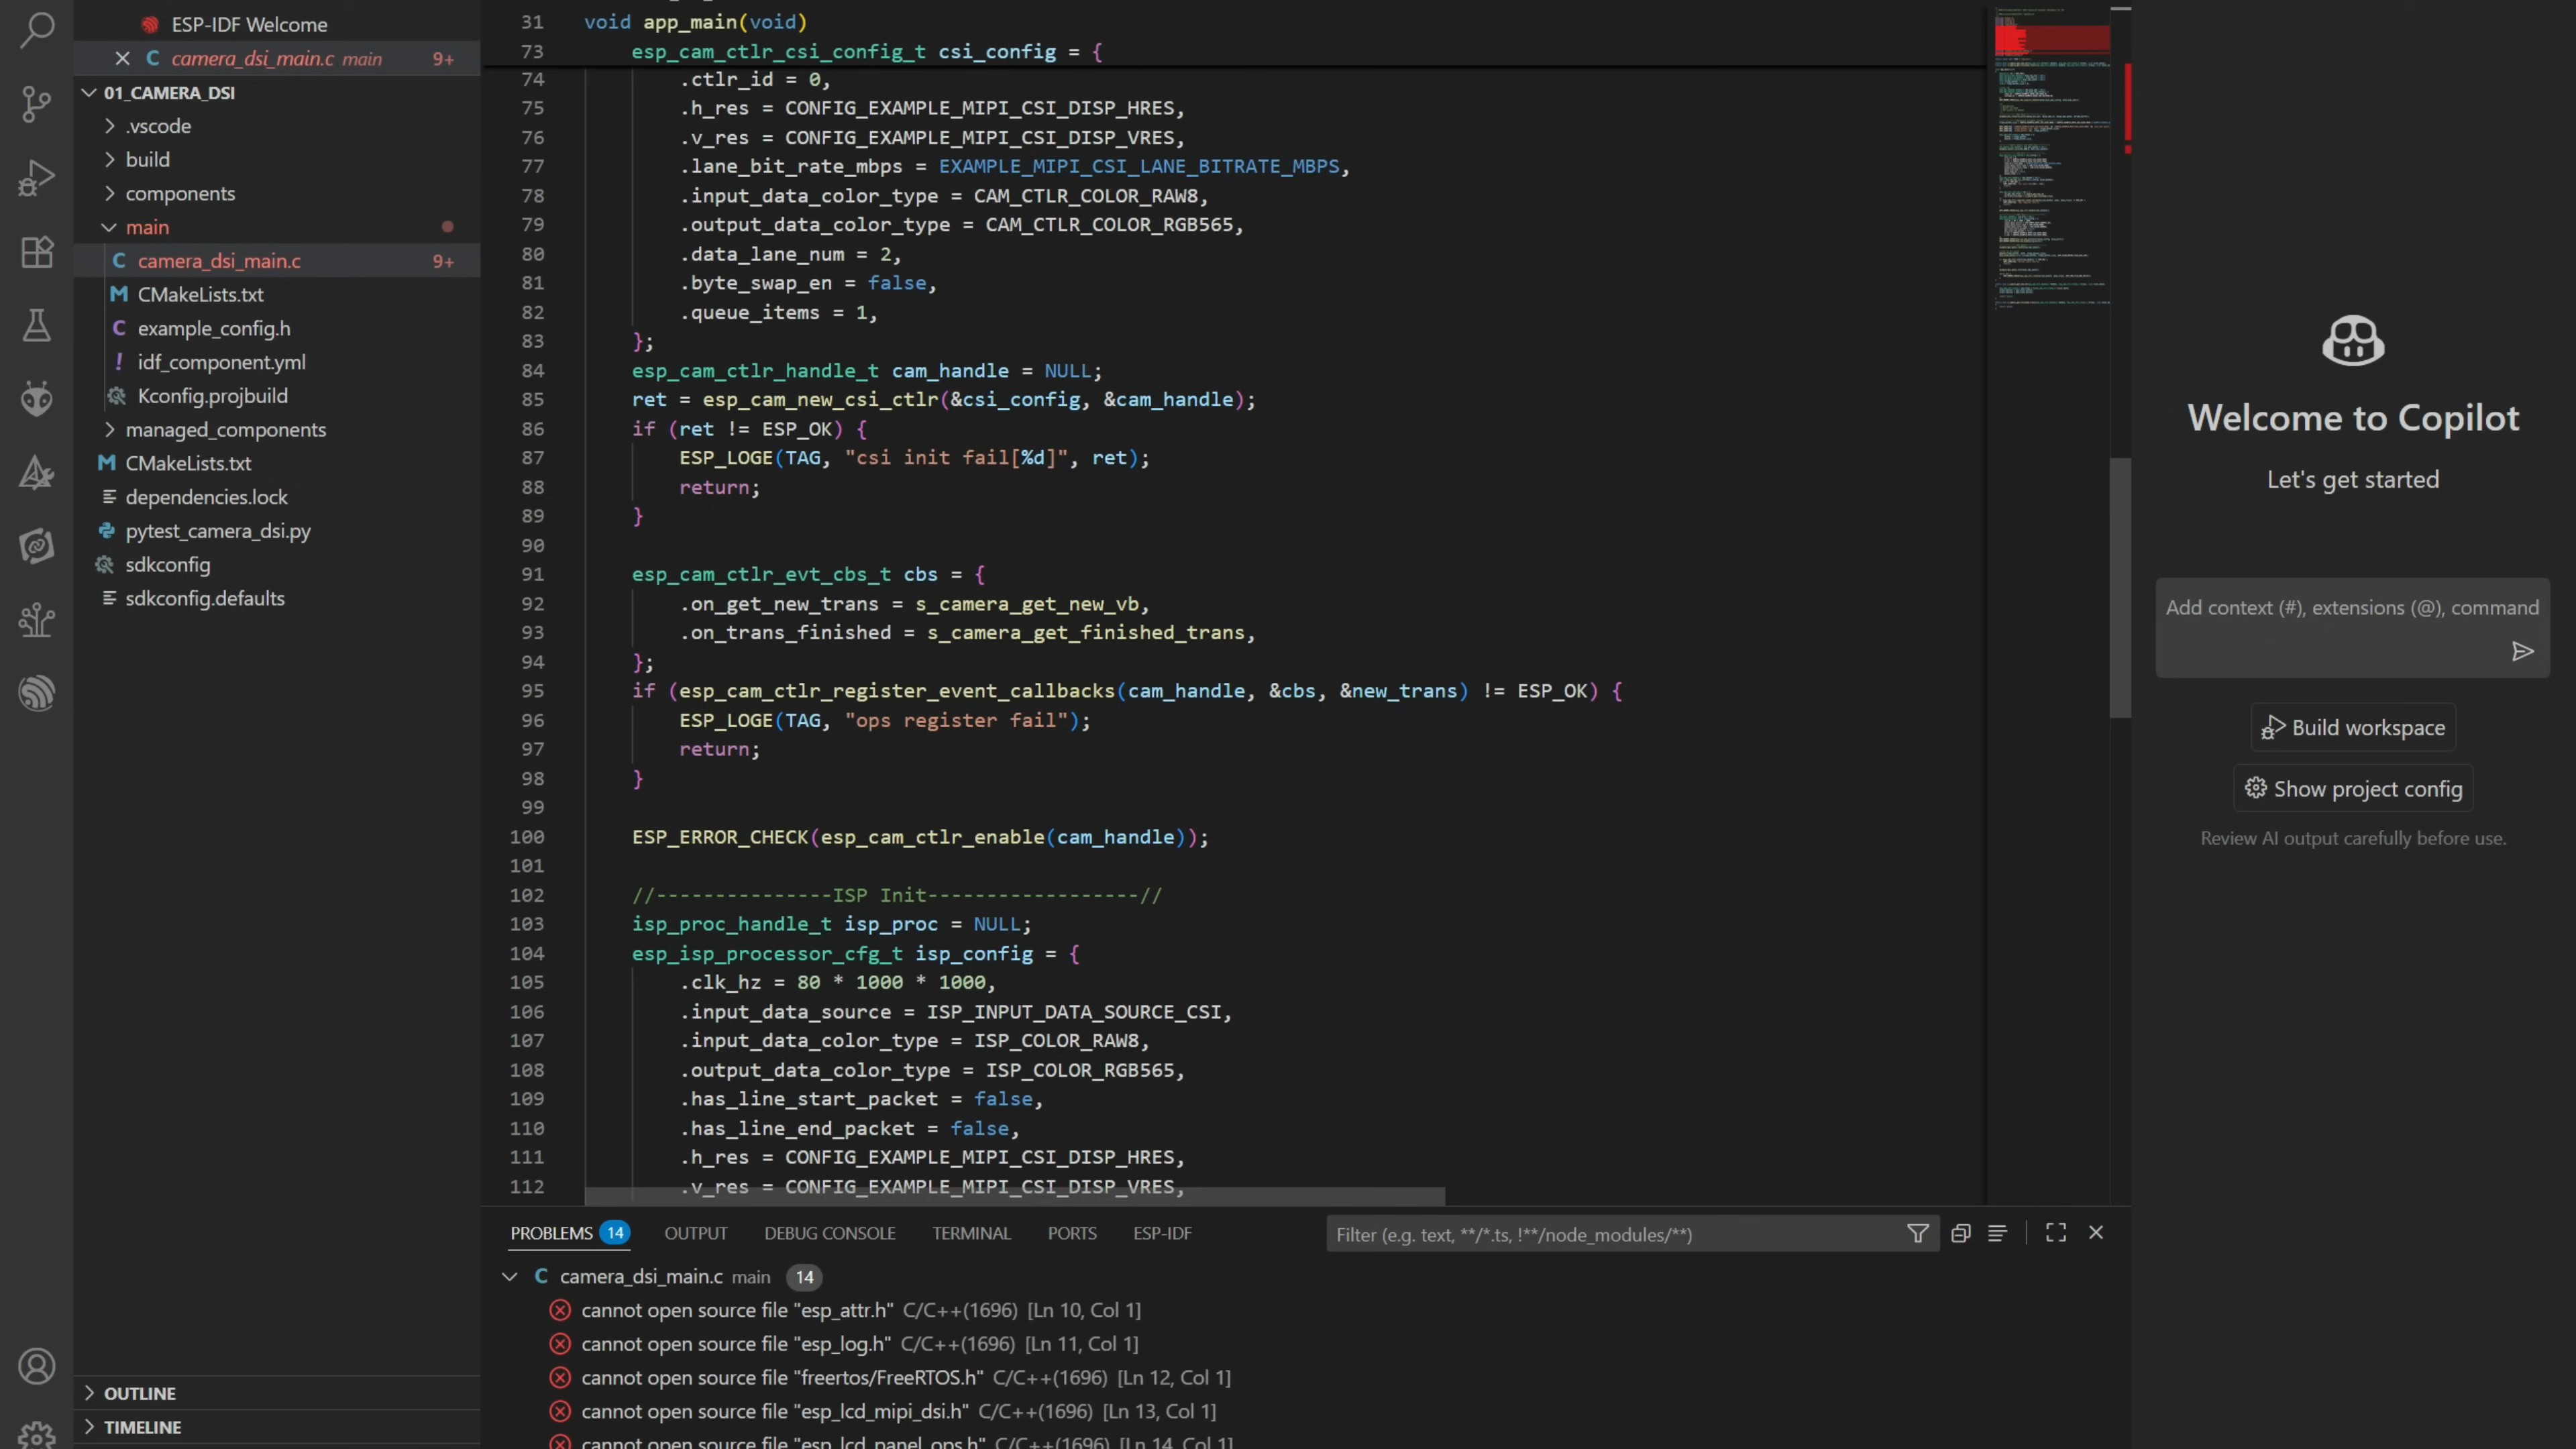 ESP-IDF Welcome
camera_dsi_main.c main 9+
01_CAMERA_DSI
.vscode
build
components
main
camera_dsi_main.c 9+
CMakeLists.txt
example_config.h
idf_component.yml
Kconfig.projbuild
managed_components
CMakeLists.txt
dependencies.lock
pytest_camera_dsi.py
sdkconfig
sdkconfig.defaults
OUTLINE
TIMELINE
31 void app_main(void)
73 esp_cam_ctlr_csi_config_t csi_config = {
74 .ctlr_id = 0,
75 .h_res = CONFIG_EXAMPLE_MIPI_CSI_DISP_HRES,
76 .v_res = CONFIG_EXAMPLE_MIPI_CSI_DISP_VRES,
77 .lane_bit_rate_mbps = EXAMPLE_MIPI_CSI_LANE_BITRATE_MBPS,
78 .input_data_color_type = CAM_CTLR_COLOR_RAW8,
79 .output_data_color_type = CAM_CTLR_COLOR_RGB565,
80 .data_lane_num = 2,
81 .byte_swap_en = false,
82 .queue_items = 1,
83 };
84 esp_cam_ctlr_handle_t cam_handle = NULL;
85 ret = esp_cam_new_csi_ctlr(&csi_config, &cam_handle);
86 if (ret != ESP_OK) {
87 ESP_LOGE(TAG, "csi init fail[%d]", ret);
88 return;
89 }
90
91 esp_cam_ctlr_evt_cbs_t cbs = {
92 .on_get_new_trans = s_camera_get_new_vb,
93 .on_trans_finished = s_camera_get_finished_trans,
94 };
95 if (esp_cam_ctlr_register_event_callbacks(cam_handle, &cbs, &new_trans) != ESP_OK) {
96 ESP_LOGE(TAG, "ops register fail");
97 return;
98 }
99
100 ESP_ERROR_CHECK(esp_cam_ctlr_enable(cam_handle));
101
102 //---------------ISP Init------------------//
103 isp_proc_handle_t isp_proc = NULL;
104 esp_isp_processor_cfg_t isp_config = {
105 .clk_hz = 80 * 1000 * 1000,
106 .input_data_source = ISP_INPUT_DATA_SOURCE_CSI,
107 .input_data_color_type = ISP_COLOR_RAW8,
108 .output_data_color_type = ISP_COLOR_RGB565,
109 .has_line_start_packet = false,
110 .has_line_end_packet = false,
111 .h_res = CONFIG_EXAMPLE_MIPI_CSI_DISP_HRES,
112 .v_res = CONFIG_EXAMPLE_MIPI_CSI_DISP_VRES,
PROBLEMS 14 OUTPUT DEBUG CONSOLE TERMINAL PORTS ESP-IDF Filter (e.g. text, **/*.ts, !**/node_modules/**)
camera_dsi_main.c main 14
cannot open source file "esp_attr.h" C/C++(1696) [Ln 10, Col 1]
cannot open source file "esp_log.h" C/C++(1696) [Ln 11, Col 1]
cannot open source file "freertos/FreeRTOS.h" C/C++(1696) [Ln 12, Col 1]
cannot open source file "esp_lcd_mipi_dsi.h" C/C++(1696) [Ln 13, Col 1]
cannot open source file "esp_lcd_panel_ops.h" C/C++(1696) [Ln 14, Col 1]
Welcome to Copilot
Let's get started
Add context (#), extensions (@), command
Build workspace
Show project config
Review AI output carefully before use.